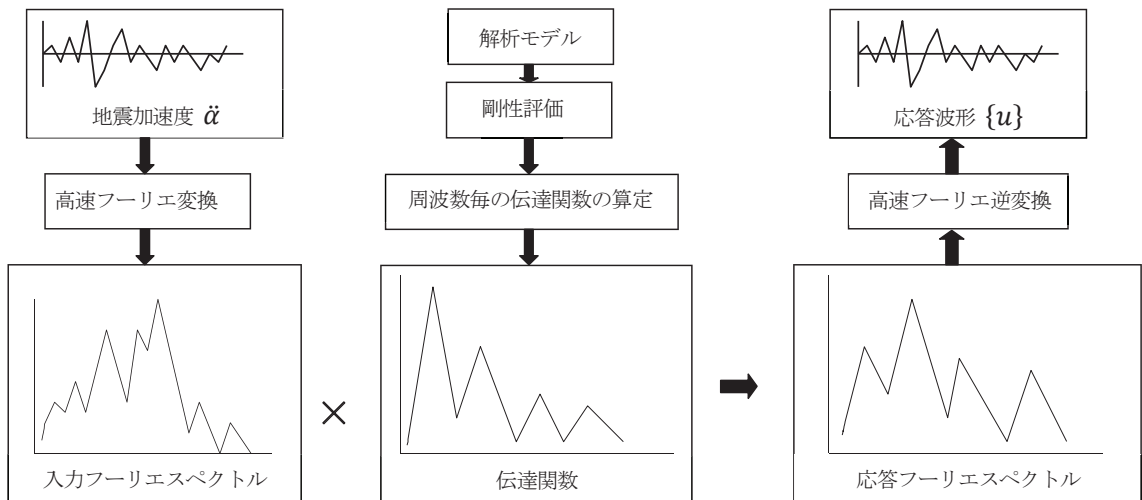 地震加速度 α̈
高速フーリエ変換
入力フーリエスペクトル
×
解析モデル
剛性評価
周波数毎の伝達関数の算定
伝達関数
応答波形 {u}
高速フーリエ逆変換
応答フーリエスペクトル